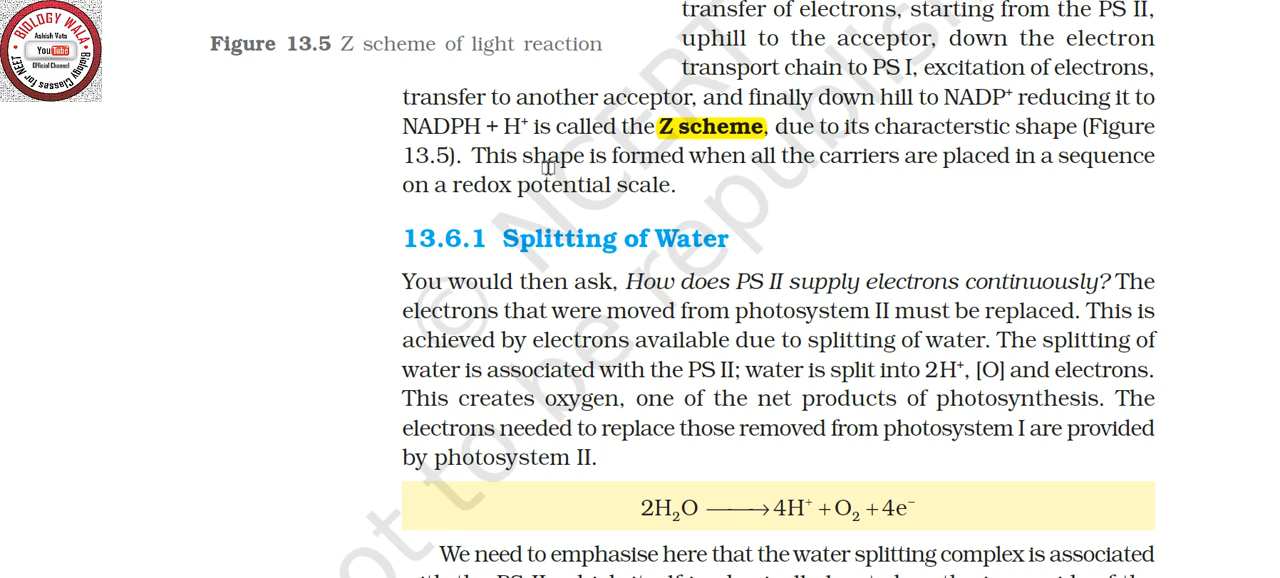 BIOLOGY WALA
Ashish Vats
YouTube
Official Channel
Biology Classes for NEET
transfer of electrons, starting from the PS II,
Figure 13.5 Z scheme of light reaction
uphill to the acceptor, down the electron
transport chain to PS I, excitation of electrons,
transfer to another acceptor, and finally down hill to NADP⁺ reducing it to
NADPH + H⁺ is called the Z scheme, due to its characterstic shape (Figure
13.5). This shape is formed when all the carriers are placed in a sequence
on a redox potential scale.
13.6.1 Splitting of Water
You would then ask, How does PS II supply electrons continuously? The
electrons that were moved from photosystem II must be replaced. This is
achieved by electrons available due to splitting of water. The splitting of
water is associated with the PS II; water is split into 2H⁺, [O] and electrons.
This creates oxygen, one of the net products of photosynthesis. The
electrons needed to replace those removed from photosystem I are provided
by photosystem II.
2H₂O ⟶ 4H⁺ + O₂ + 4e⁻
We need to emphasise here that the water splitting complex is associated
© NCERT
not to be republis